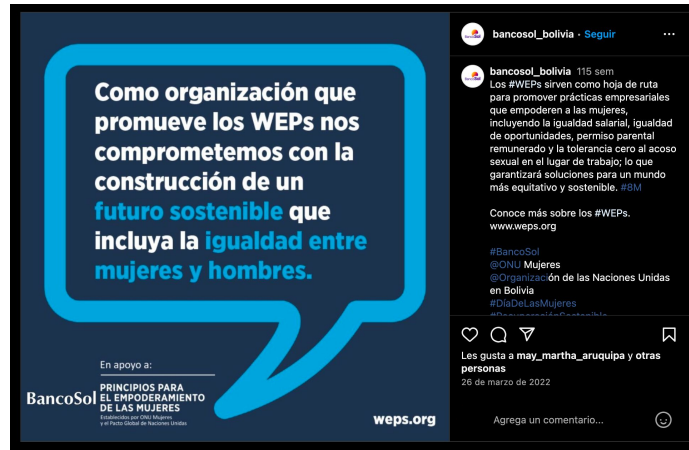 Como organización que
promueve los WEPs nos
comprometemos con la
construcción de un
futuro sostenible que
incluya la igualdad entre
mujeres y hombres.
En apoyo a:
BancoSol
PRINCIPIOS PARA
EL EMPODERAMIENTO
DE LAS MUJERES
Establecidos por ONU Mujeres
y el Pacto Global de Naciones Unidas
weps.org
bancosol_bolivia • Seguir
bancosol_bolivia 115 sem
Los #WEPs sirven como hoja de ruta
para promover prácticas empresariales
que empoderen a las mujeres,
incluyendo la igualdad salarial, igualdad
de oportunidades, permiso parental
remunerado y la tolerancia cero al acoso
sexual en el lugar de trabajo; lo que
garantizará soluciones para un mundo
más equitativo y sostenible. #8M
Conoce más sobre los #WEPs.
www.weps.org
#BancoSol
@ONU Mujeres
@Organización de las Naciones Unidas
en Bolivia
#DíaDeLasMujeres
#RecuperaciónSostenible
Les gusta a may_martha_aruquipa y otras
personas
26 de marzo de 2022
Agrega un comentario...